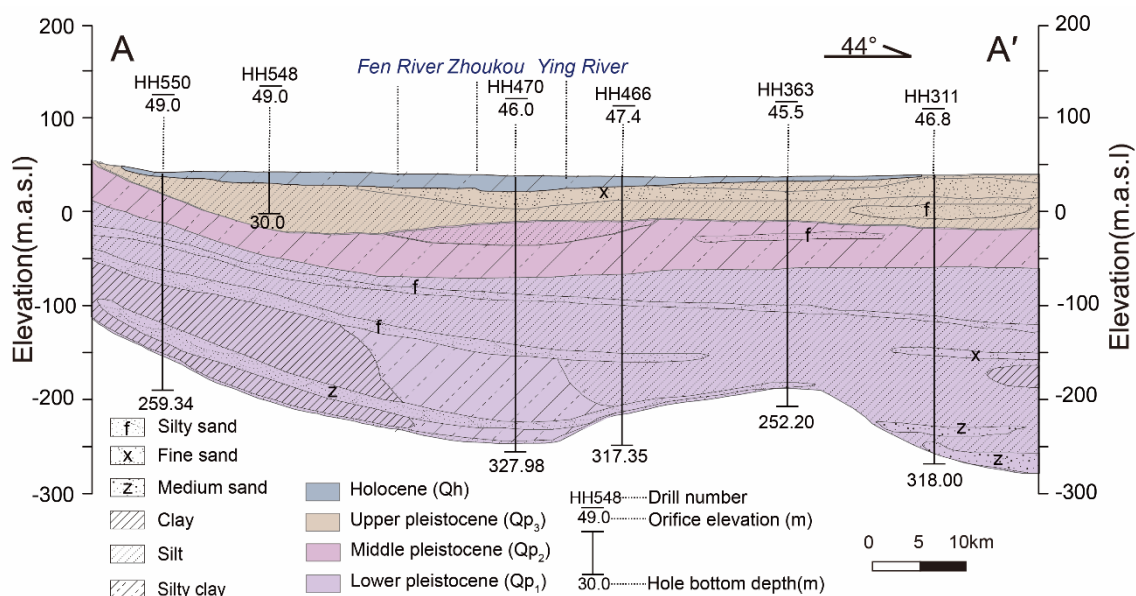 200
100
0
-100
-200
-300
Elevation(m.a.s.l)
A
HH550
49.0
259.34
HH548
49.0
30.0
Fen River
Zhoukou
Ying River
HH470
46.0
327.98
HH466
47.4
317.35
44°
HH363
45.5
252.20
A′
HH311
46.8
318.00
200
100
0
-100
-200
-300
Elevation(m.a.s.l)
x
f
f
f
f
x
z
z
z
f Silty sand
x Fine sand
z Medium sand
Clay
Silt
Silty clay
Holocene (Qh)
Upper pleistocene (Qp3)
Middle pleistocene (Qp2)
Lower pleistocene (Qp1)
HH548 Drill number
49.0 Orifice elevation (m)
30.0 Hole bottom depth(m)
0 5 10km